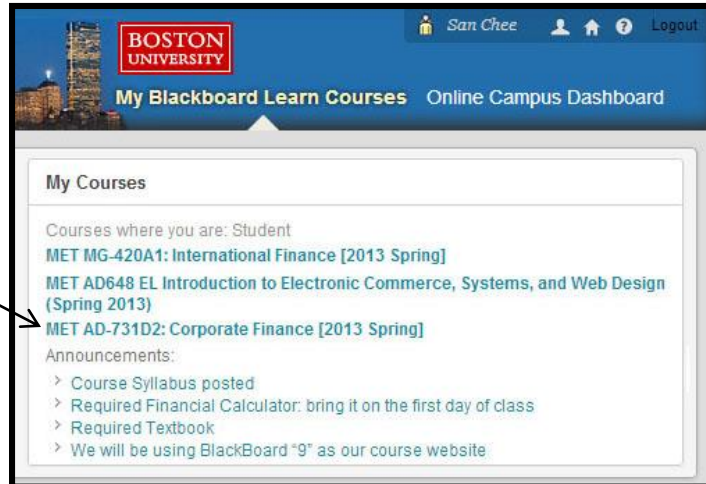 BOSTON
UNIVERSITY
San Chee
Logout
My Blackboard Learn Courses
Online Campus Dashboard
My Courses
Courses where you are: Student
MET MG-420A1: International Finance [2013 Spring]
MET AD648 EL Introduction to Electronic Commerce, Systems, and Web Design
(Spring 2013)
MET AD-731D2: Corporate Finance [2013 Spring]
Announcements:
> Course Syllabus posted
> Required Financial Calculator: bring it on the first day of class
> Required Textbook
> We will be using BlackBoard “9” as our course website